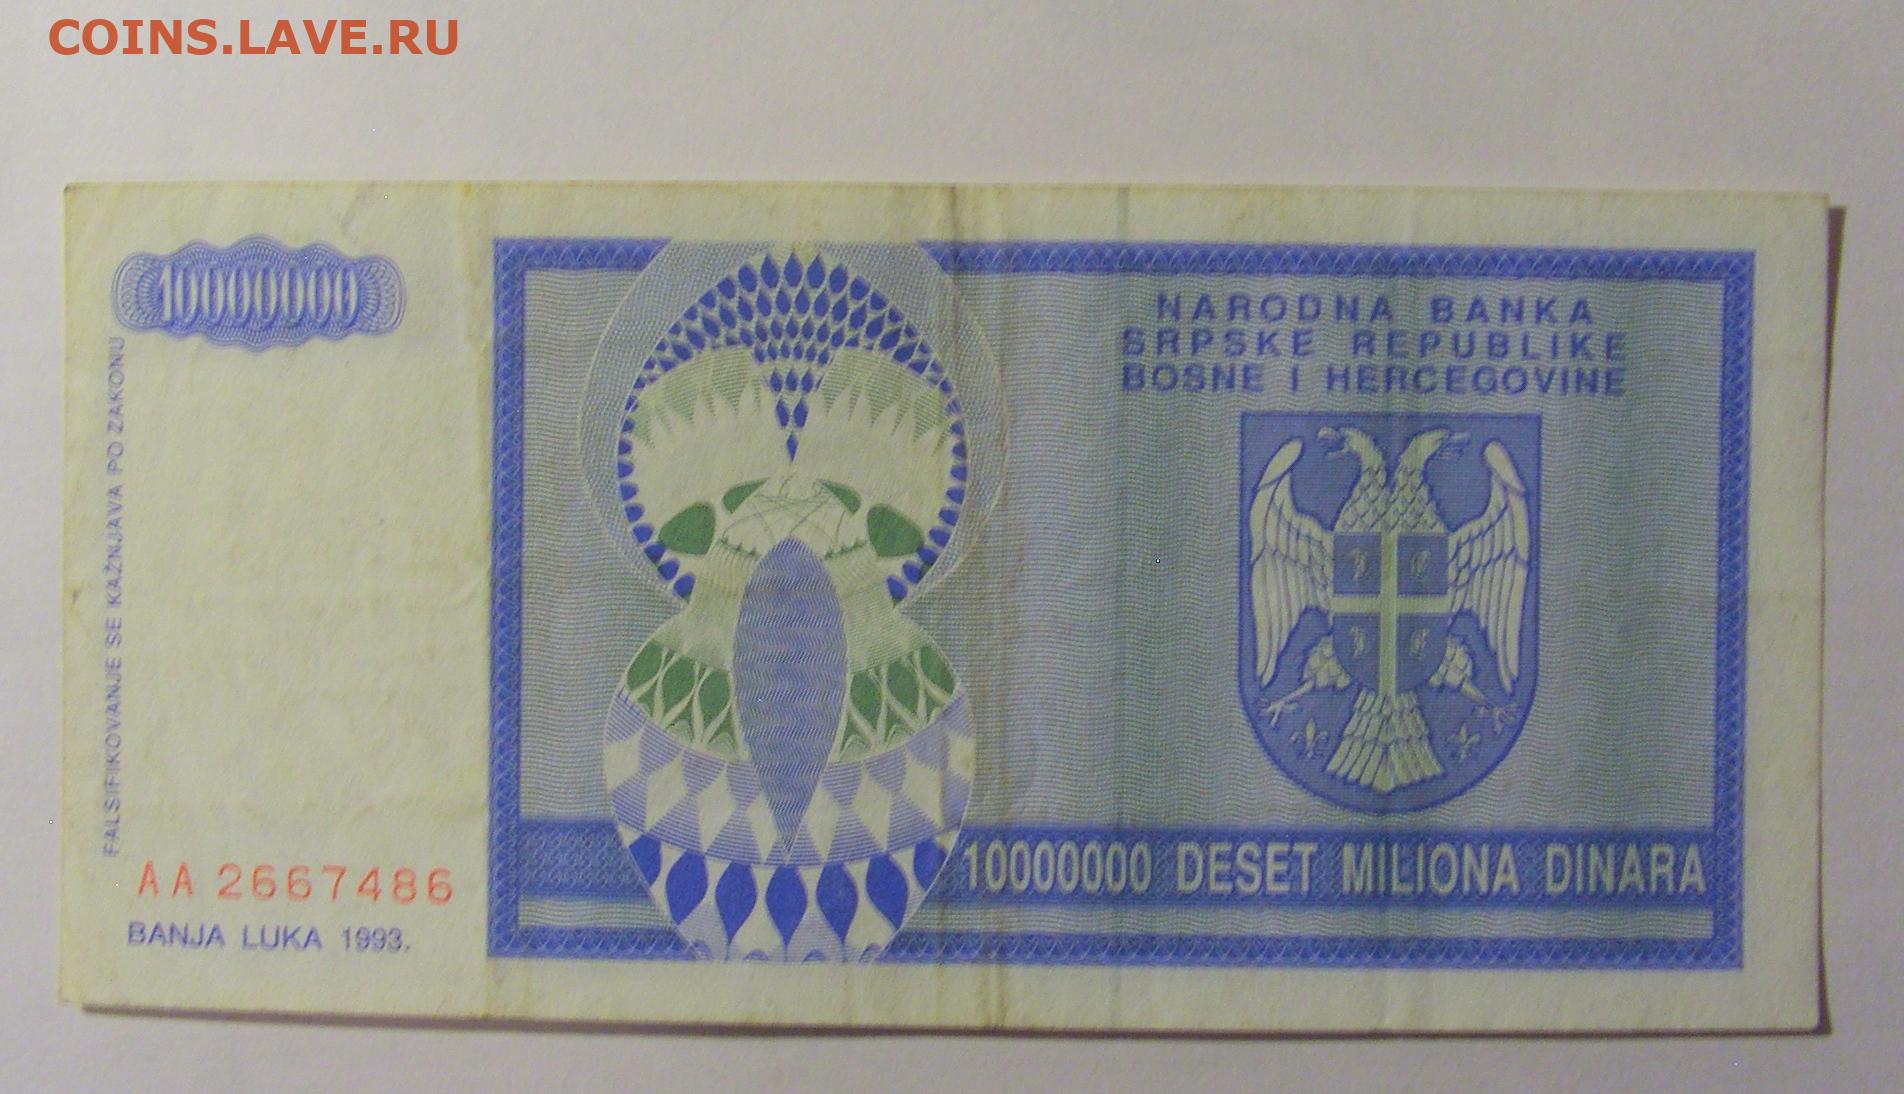 COINS.LAVE.RU
10000000
FALSIFIKOVANJE SE KAŽNJAVA PO ZAKONU
NARODNA BANKA
SRPSKE REPUBLIKE
BOSNE I HERCEGOVINE
10000000 DESET MILIONA DINARA
AA 2667486
BANJA LUKA 1993.